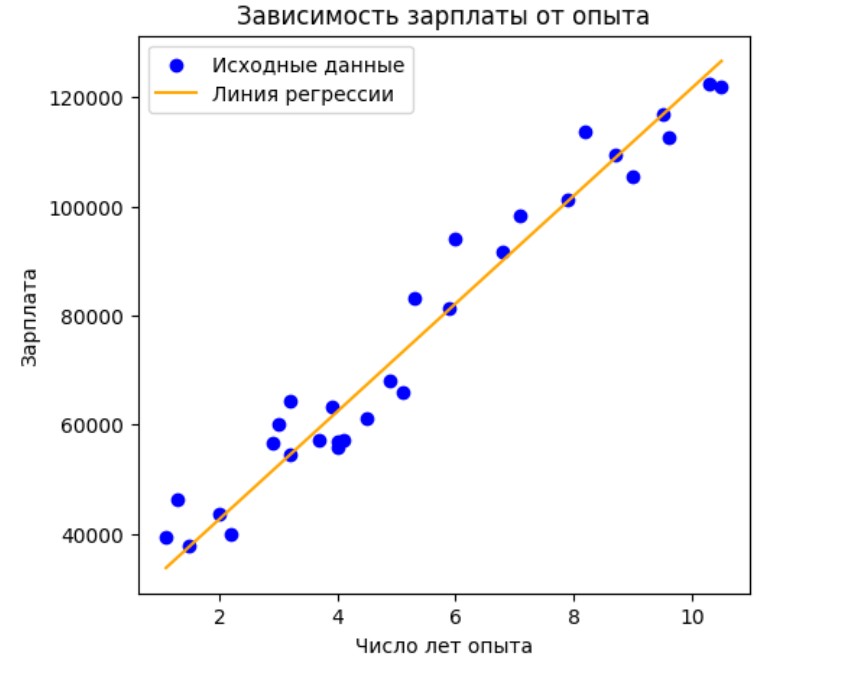 Зависимость зарплаты от опыта
Исходные данные
Линия регрессии
120000
100000
80000
60000
40000
Зарплата
2 4 6 8 10
Число лет опыта